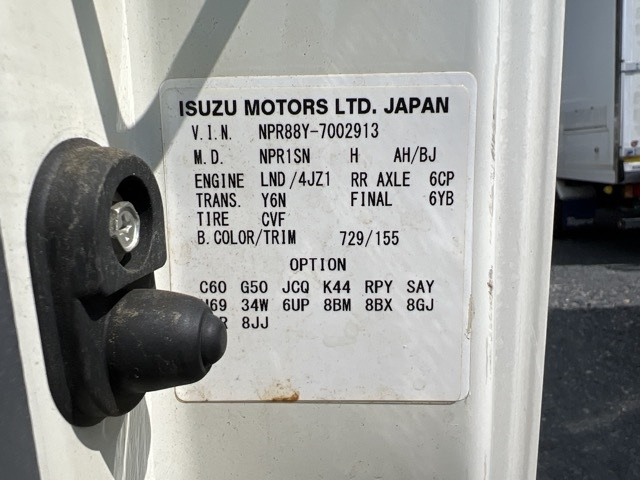 ISUZU MOTORS LTD. JAPAN
V.I.N. NPR88Y-7002913
M.D. NPR1SN H AH/BJ
ENGINE LND/4JZ1 RR AXLE 6CP
TRANS. Y6N FINAL 6YB
TIRE CVF
B.COLOR/TRIM 729/155
OPTION
C60 G50 JCQ K44 RPY SAY
34W 6UP 8BM 8BX 8GJ
8JJ